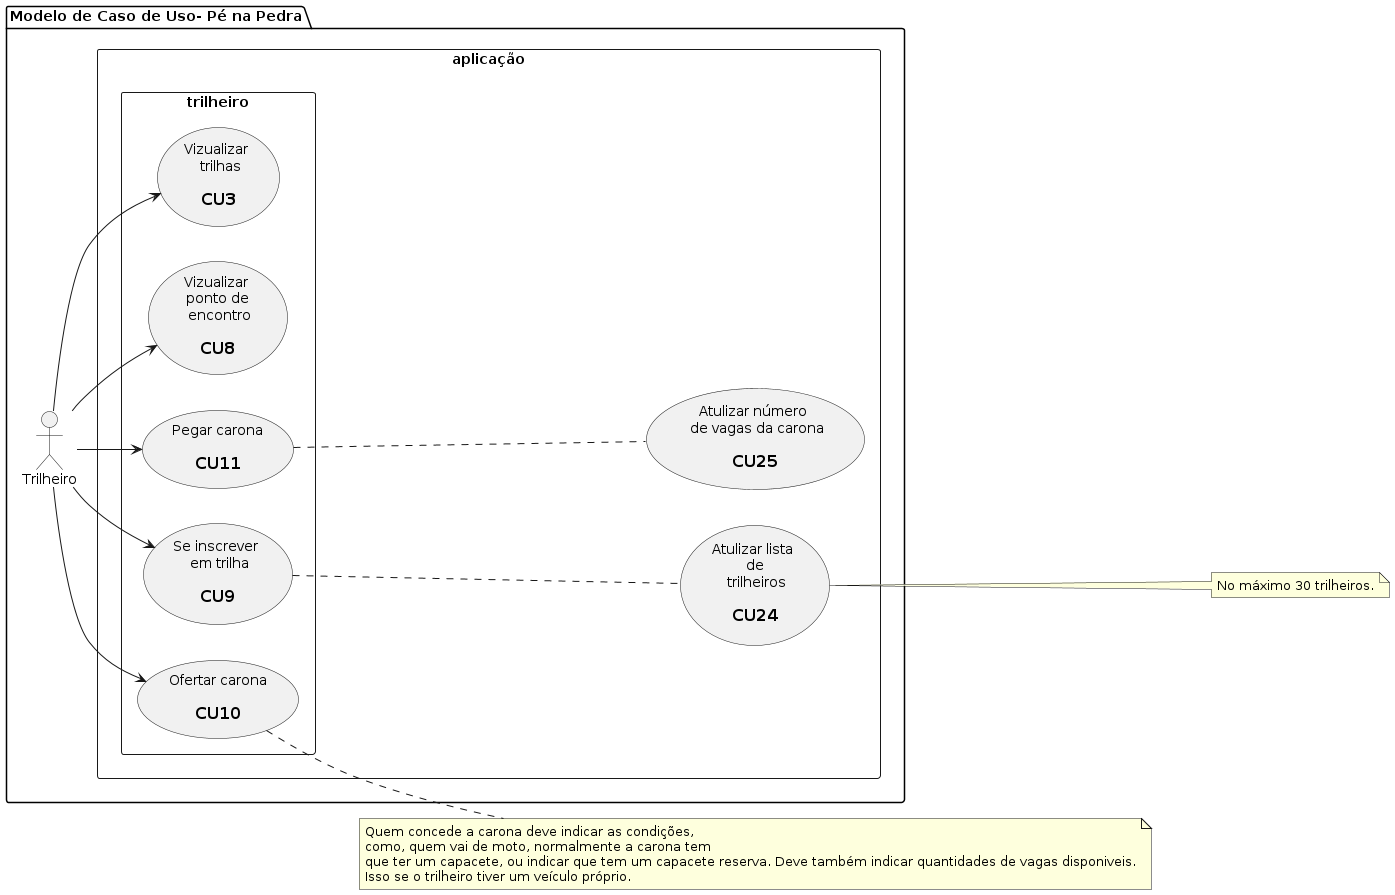 Modelo de Caso de Uso- Pé na Pedra
aplicação
trilheiro
Vizualizar
trilhas
CU3
Vizualizar
ponto de
encontro
CU8
Pegar carona
CU11
Trilheiro
Se inscrever
em trilha
CU9
Ofertar carona
CU10
Atulizar número
de vagas da carona
CU25
Atulizar lista
de
trilheiros
CU24
No máximo 30 trilheiros.
Quem concede a carona deve indicar as condições,
como, quem vai de moto, normalmente a carona tem
que ter um capacete, ou indicar que tem um capacete reserva. Deve também indicar quantidades de vagas disponiveis.
Isso se o trilheiro tiver um veículo próprio.